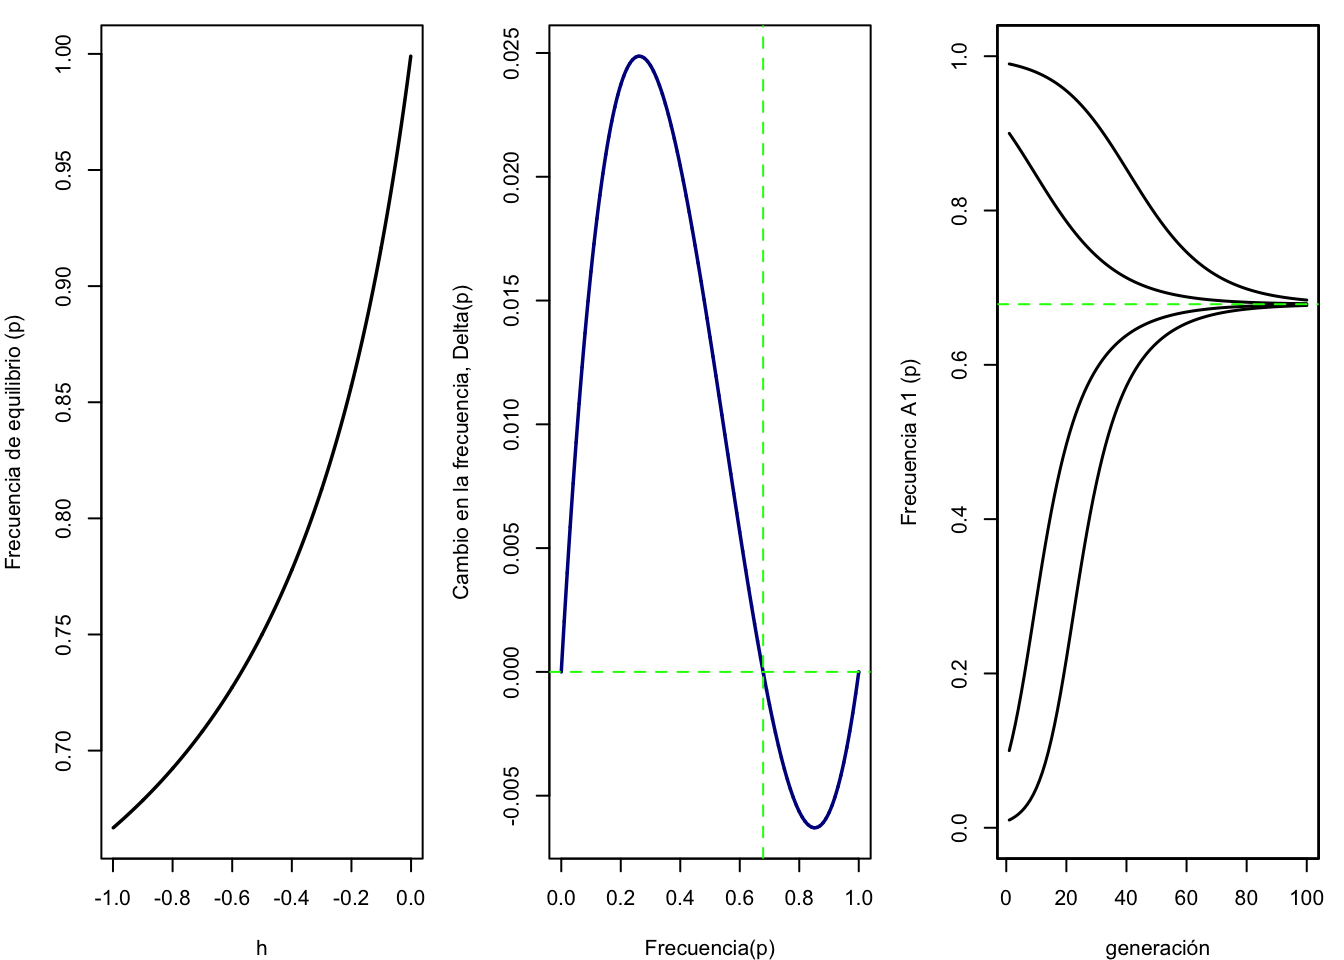 Frecuencia de equilibrio (p)
1.00
0.95
0.90
0.85
0.80
0.75
0.70
-1.0 -0.8 -0.6 -0.4 -0.2 0.0
h
Cambio en la frecuencia, Delta(p)
0.025
0.020
0.015
0.010
0.005
0.000
-0.005
0.0 0.2 0.4 0.6 0.8 1.0
Frecuencia(p)
Frecuencia A1 (p)
1.0
0.8
0.6
0.4
0.2
0.0
0 20 40 60 80 100
generación